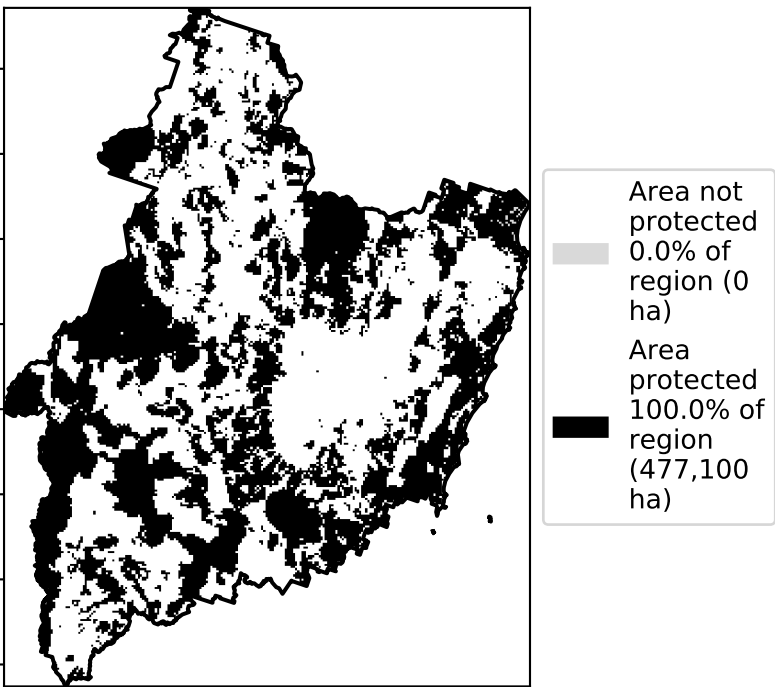 Area not
protected
0.0% of
region (0
ha)
Area
protected
100.0% of
region
(477,100
ha)